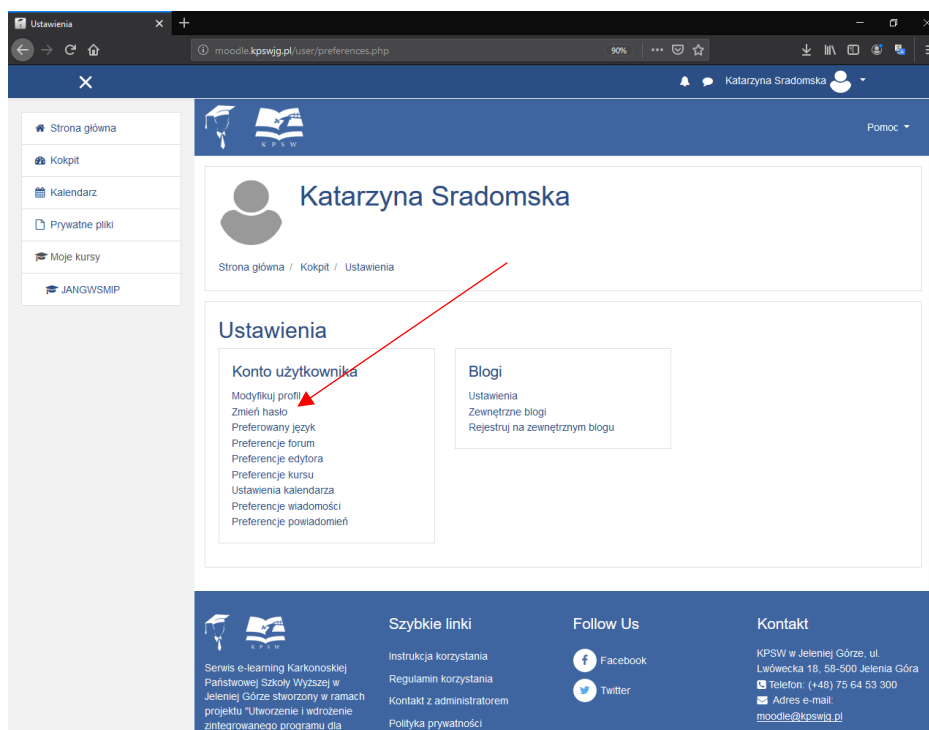 Ustawienia
moodle.kpswjg.pl/user/preferences.php
90%
Katarzyna Sradomska
Strona główna
Kokpit
Kalendarz
Prywatne pliki
Moje kursy
JANGWSMIP
K P S W
Pomoc
Katarzyna Sradomska
Strona główna / Kokpit / Ustawienia
Ustawienia
Konto użytkownika
Modyfikuj profil
Zmień hasło
Preferowany język
Preferencje forum
Preferencje edytora
Preferencje kursu
Ustawienia kalendarza
Preferencje wiadomości
Preferencje powiadomień
Blogi
Ustawienia
Zewnętrzne blogi
Rejestruj na zewnętrznym blogu
K P S W
Serwis e-learning Karkonoskiej
Państwowej Szkoły Wyższej w
Jeleniej Górze stworzony w ramach
projektu "Utworzenie i wdrożenie
zintegrowanego programu dla
Szybkie linki
Instrukcja korzystania
Regulamin korzystania
Kontakt z administratorem
Polityka prywatności
Follow Us
Facebook
Twitter
Kontakt
KPSW w Jeleniej Górze, ul.
Lwówecka 18, 58-500 Jelenia Góra
Telefon: (+48) 75 64 53 300
Adres e-mail:
moodle@kpswjg.pl